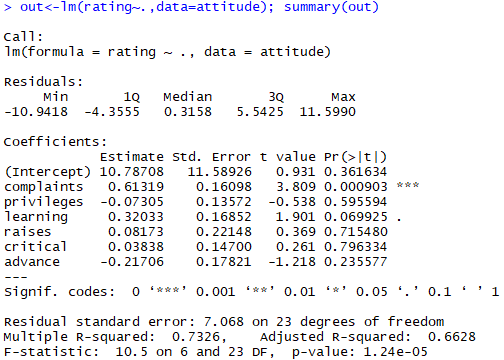 > out<-lm(rating~.,data=attitude); summary(out)
Call:
lm(formula = rating ~ ., data = attitude)
Residuals:
     Min       1Q   Median       3Q      Max
-10.9418  -4.3555   0.3158   5.5425  11.5990
Coefficients:
            Estimate Std. Error t value Pr(>|t|)
(Intercept) 10.78708   11.58926   0.931 0.361634
complaints   0.61319    0.16098   3.809 0.000903 ***
privileges  -0.07305    0.13572  -0.538 0.595594
learning     0.32033    0.16852   1.901 0.069925 .
raises       0.08173    0.22148   0.369 0.715480
critical     0.03838    0.14700   0.261 0.796334
advance     -0.21706    0.17821  -1.218 0.235577
---
Signif. codes:  0 ‘***’ 0.001 ‘**’ 0.01 ‘*’ 0.05 ‘.’ 0.1 ‘ ’ 1
Residual standard error: 7.068 on 23 degrees of freedom
Multiple R-squared:  0.7326,    Adjusted R-squared:  0.6628
F-statistic:  10.5 on 6 and 23 DF,  p-value: 1.24e-05